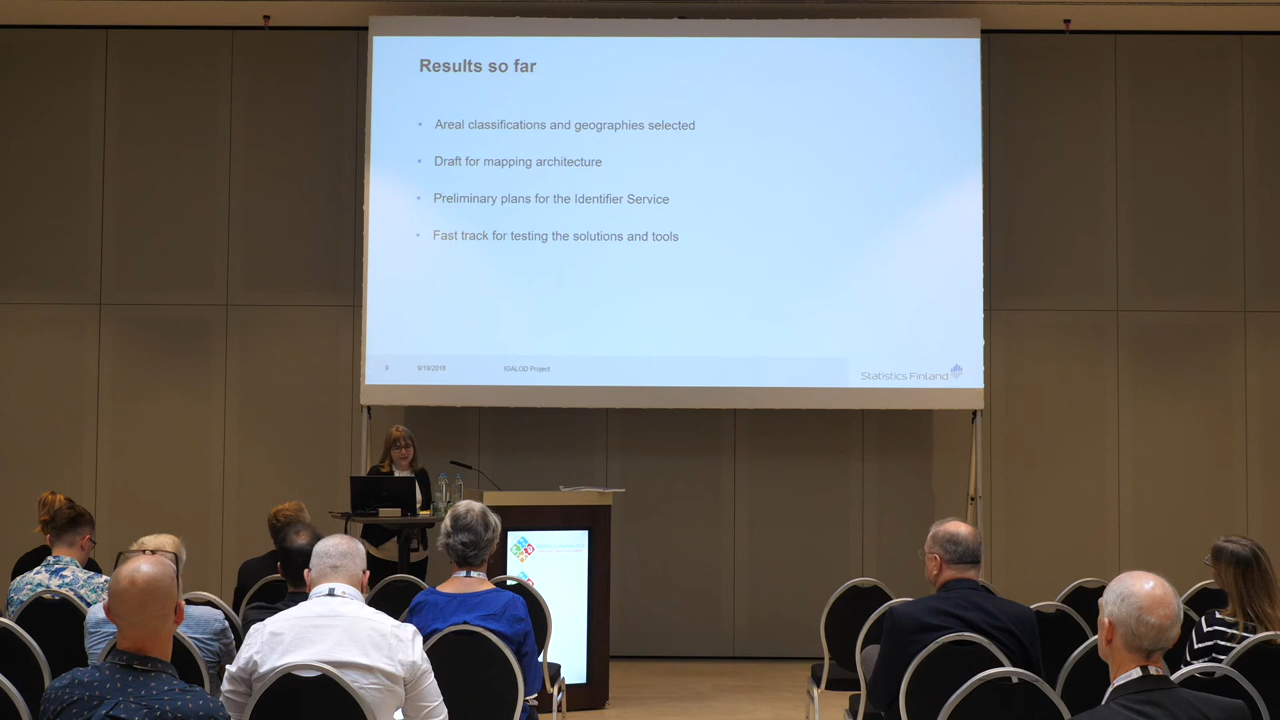 Results so far
• Areal classifications and geographies selected
• Draft for mapping architecture
• Preliminary plans for the Identifier Service
• Fast track for testing the solutions and tools
9 9/19/2018 IGALOD Project
Statistics Finland